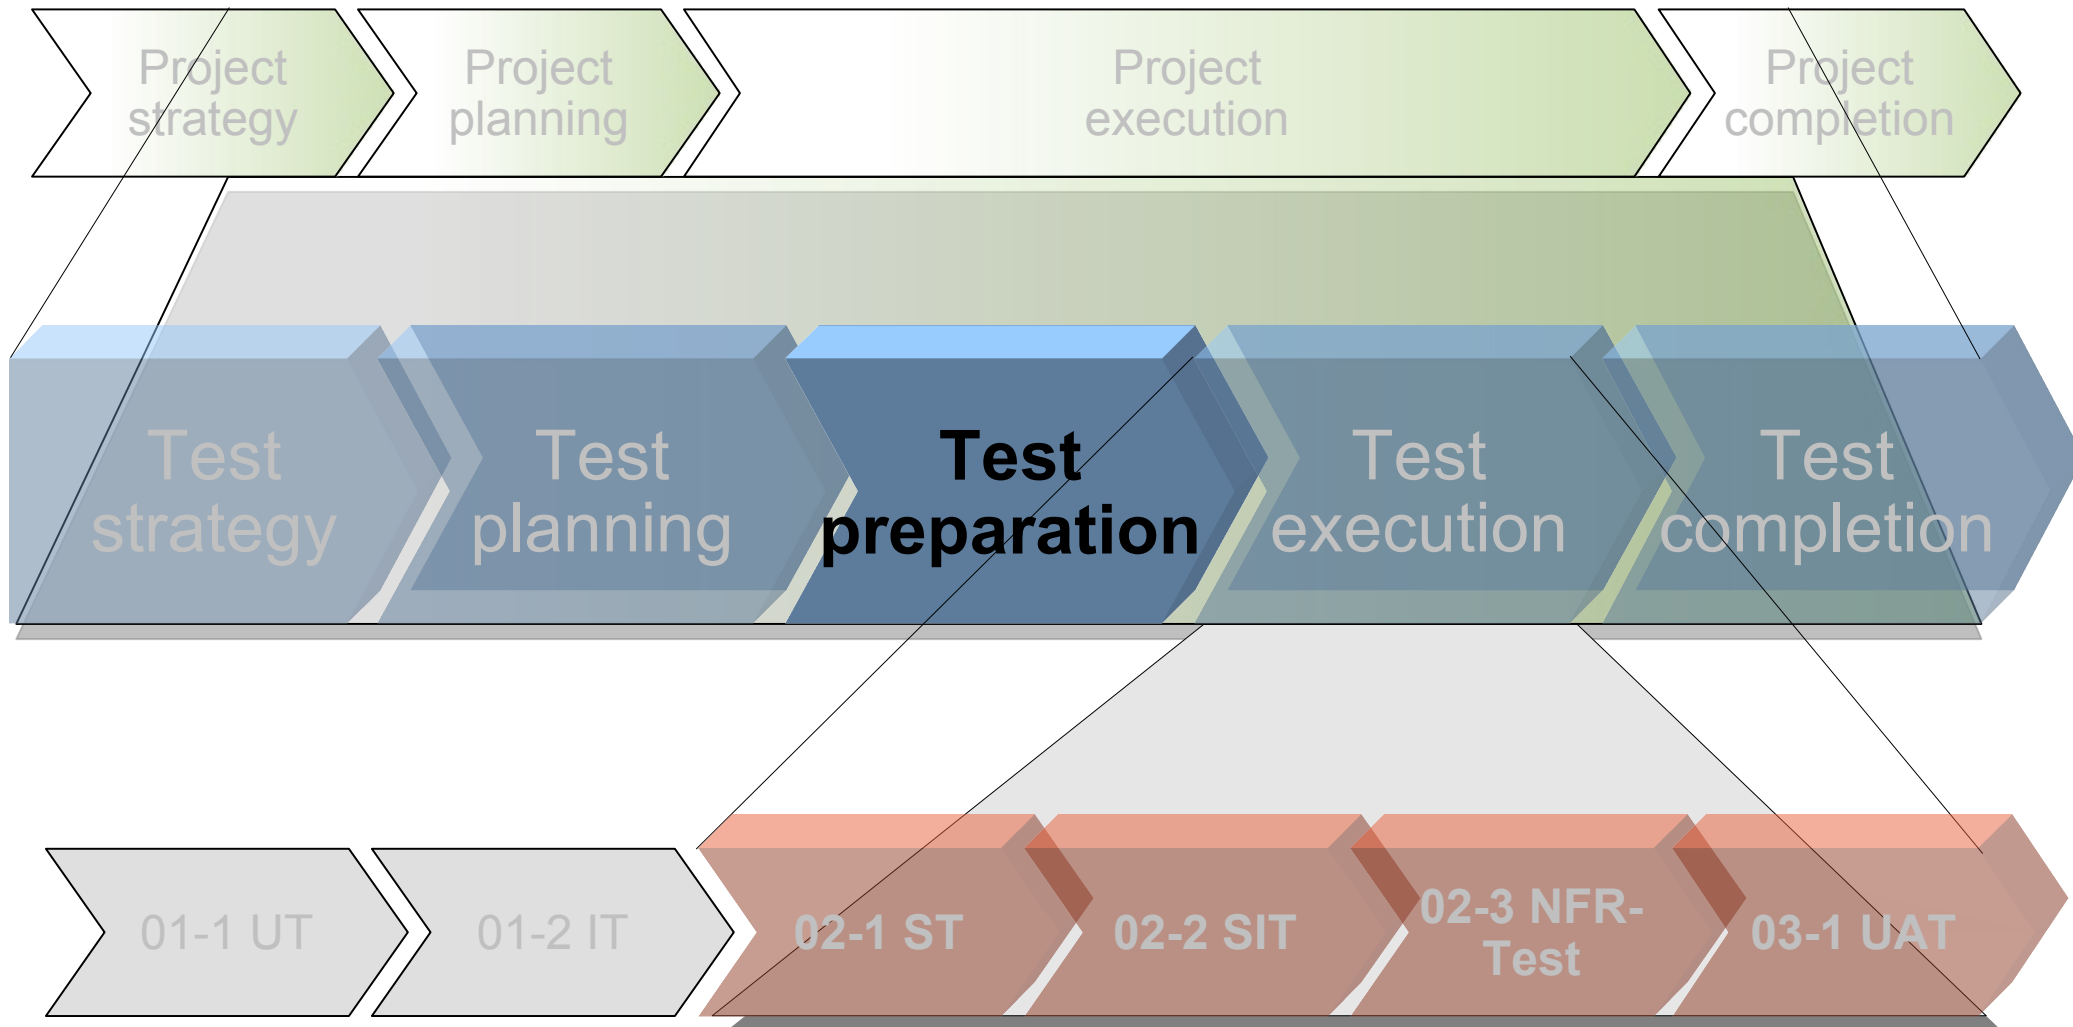 Project
strategy
Project
planning
Project
execution
Project
completion
Test
strategy
Test
planning
Test
preparation
Test
execution
Test
completion
01-1 UT
01-2 IT
02-1 ST
02-2 SIT
02-3 NFR-
Test
03-1 UAT